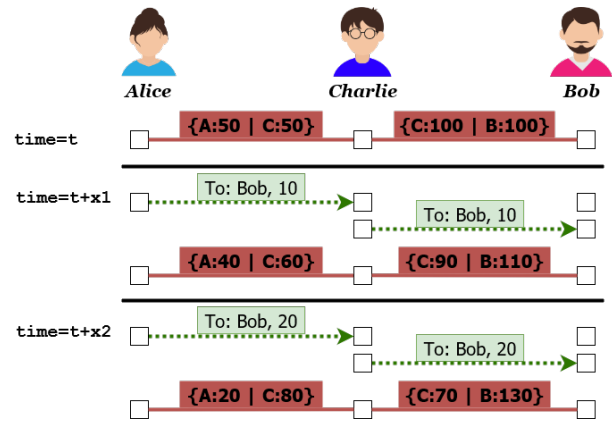 Alice Charlie Bob
time=t {A:50 | C:50} {C:100 | B:100}
time=t+x1 To: Bob, 10
To: Bob, 10
{A:40 | C:60} {C:90 | B:110}
time=t+x2 To: Bob, 20
To: Bob, 20
{A:20 | C:80} {C:70 | B:130}